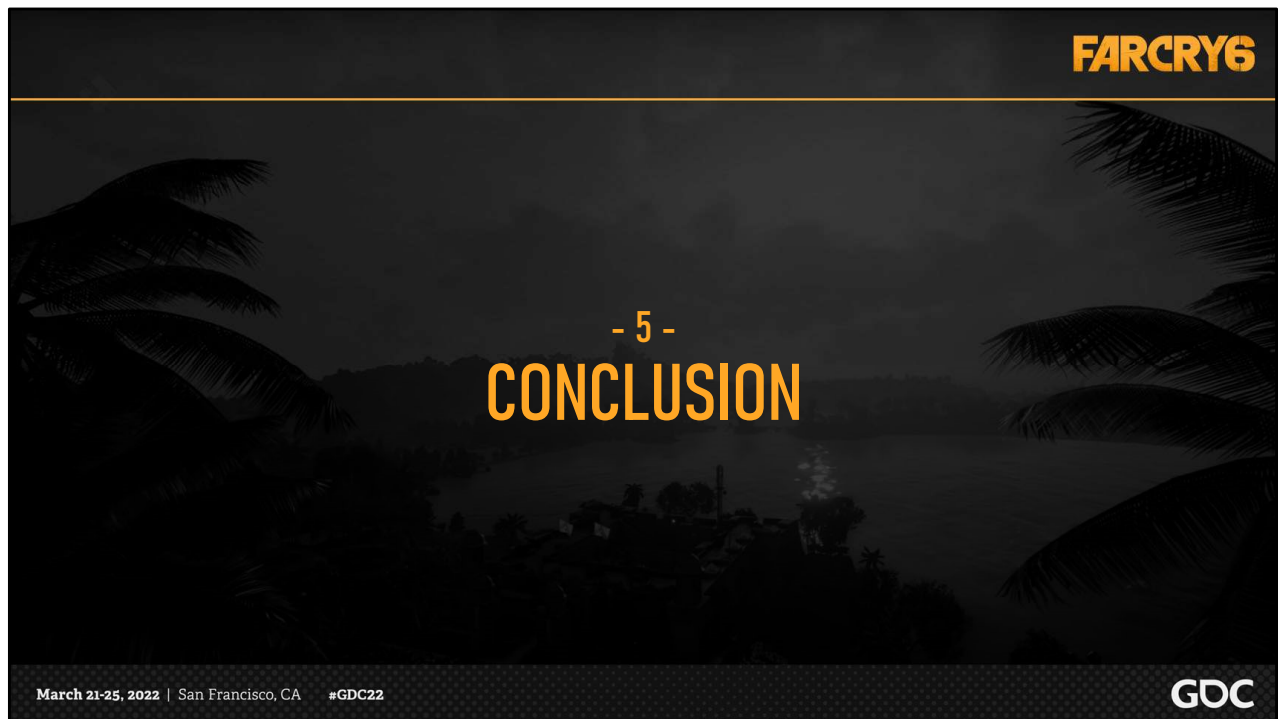 FARCRY6
- 5 -
CONCLUSION
March 21-25, 2022 | San Francisco, CA #GDC22
GDC